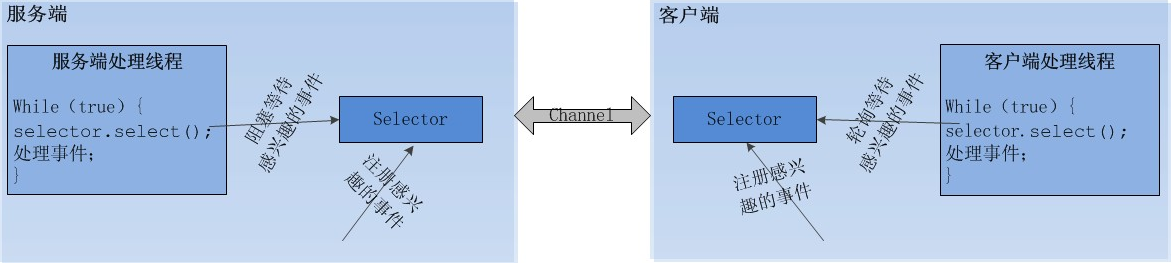 服务端
服务端处理线程
While（true）{
selector.select();
处理事件；
}
阻塞等待
感兴趣的事件
Selector
注册感兴
趣的事件
Channel
客户端
Selector
轮询等待
感兴趣的事件
注册感兴
趣的事件
客户端处理线程
While（true）{
selector.select();
处理事件；
}